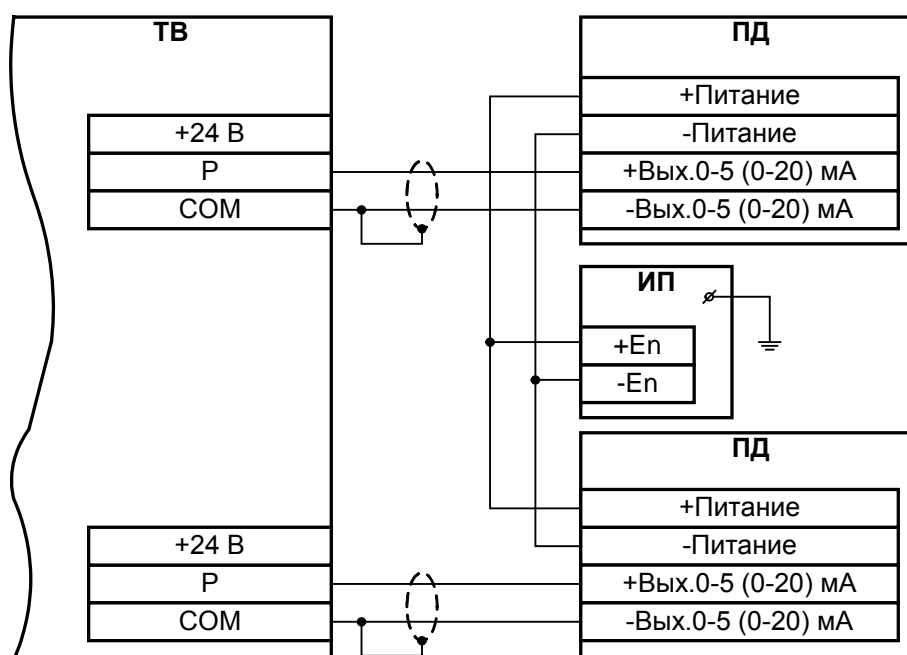 ТВ
+24 В
Р
СОМ
ПД
+Питание
-Питание
+Вых.0-5 (0-20) мА
-Вых.0-5 (0-20) мА
ИП
+En
-En
ПД
+Питание
-Питание
+Вых.0-5 (0-20) мА
-Вых.0-5 (0-20) мА
+24 В
Р
СОМ